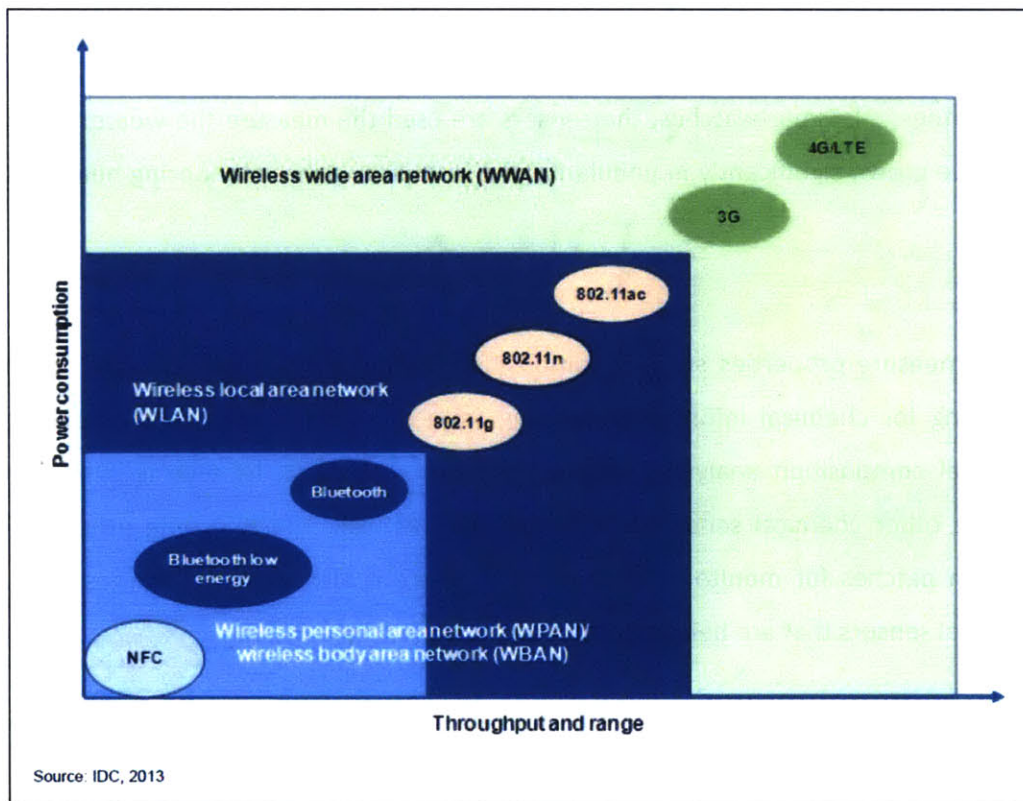 Wireless wide area network (WWAN)
4G/LTE
3G
802.11ac
802.11n
802.11g
Wireless local area network
(WLAN)
Bluetooth
Bluetooth low
energy
NFC
Wireless personal area network (WPAN)/
wireless body area network (WBAN)
Power consumption
Throughput and range
Source: IDC, 2013